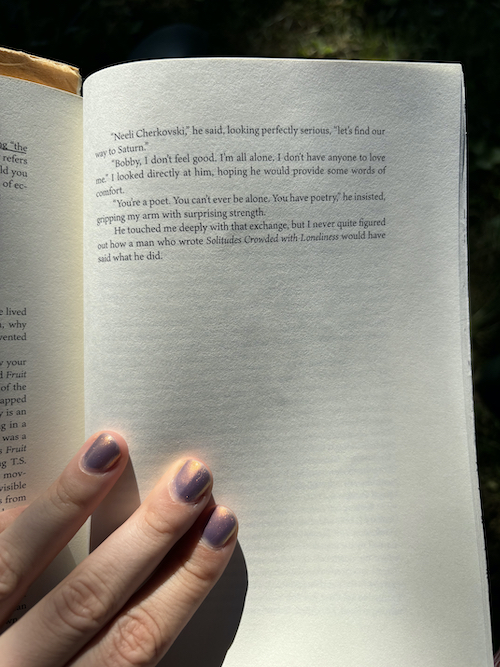 ng "the
refers
ld you
of ec-
e lived
, why
vented
y your
d Fruit
of the
apped
y is an
g in a
was a
s Fruit
g T.S.
mov-
visible
s from
an
"Neeli Cherkovski," he said, looking perfectly serious, "let's find our
way to Saturn."
"Bobby, I don't feel good. I'm all alone. I don't have anyone to love
me." I looked directly at him, hoping he would provide some words of
comfort.
"You're a poet. You can't ever be alone. You have poetry," he insisted,
gripping my arm with surprising strength.
He touched me deeply with that exchange, but I never quite figured
out how a man who wrote Solitudes Crowded with Loneliness would have
said what he did.